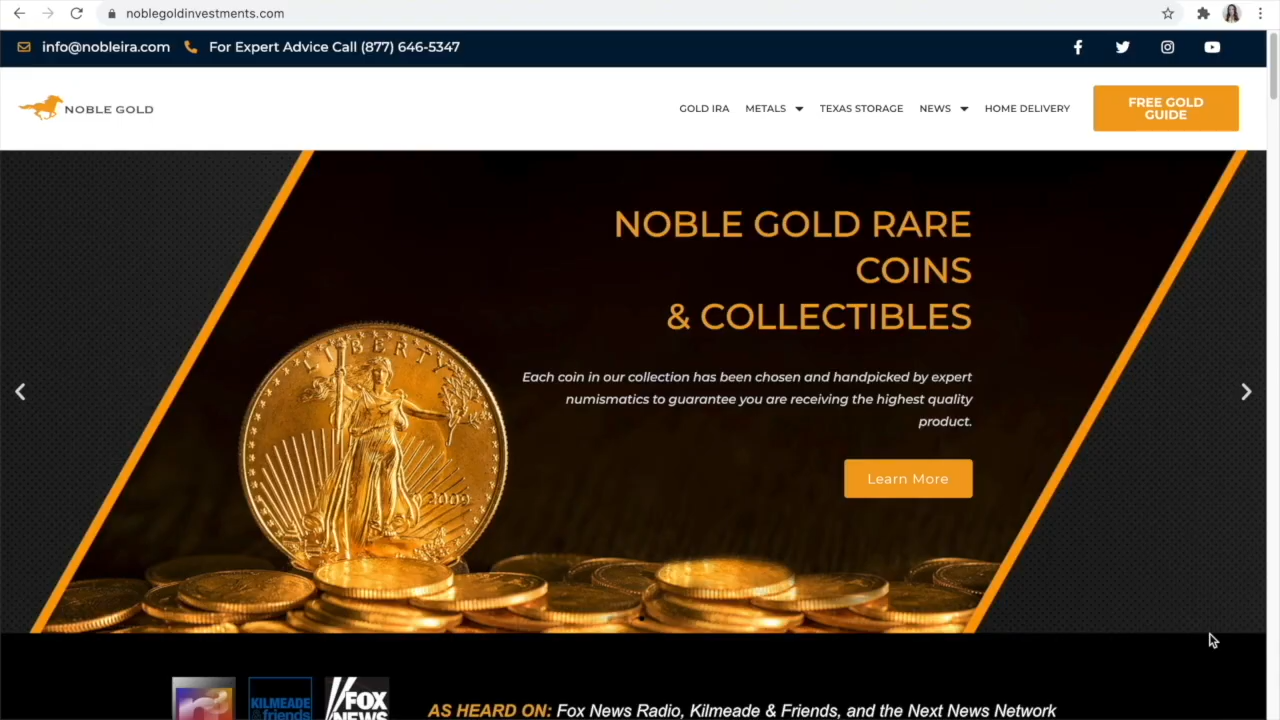 noblegoldinvestments.com
info@nobleira.com For Expert Advice Call (877) 646-5347
NOBLE GOLD
GOLD IRA METALS TEXAS STORAGE NEWS HOME DELIVERY
FREE GOLD
GUIDE
NOBLE GOLD RARE
COINS
& COLLECTIBLES
Each coin in our collection has been chosen and handpicked by expert
numismatics to guarantee you are receiving the highest quality
product.
Learn More
LIBERTY
2009
KILMEADE
& friends
FOX
NEWS
AS HEARD ON: Fox News Radio, Kilmeade & Friends, and the Next News Network